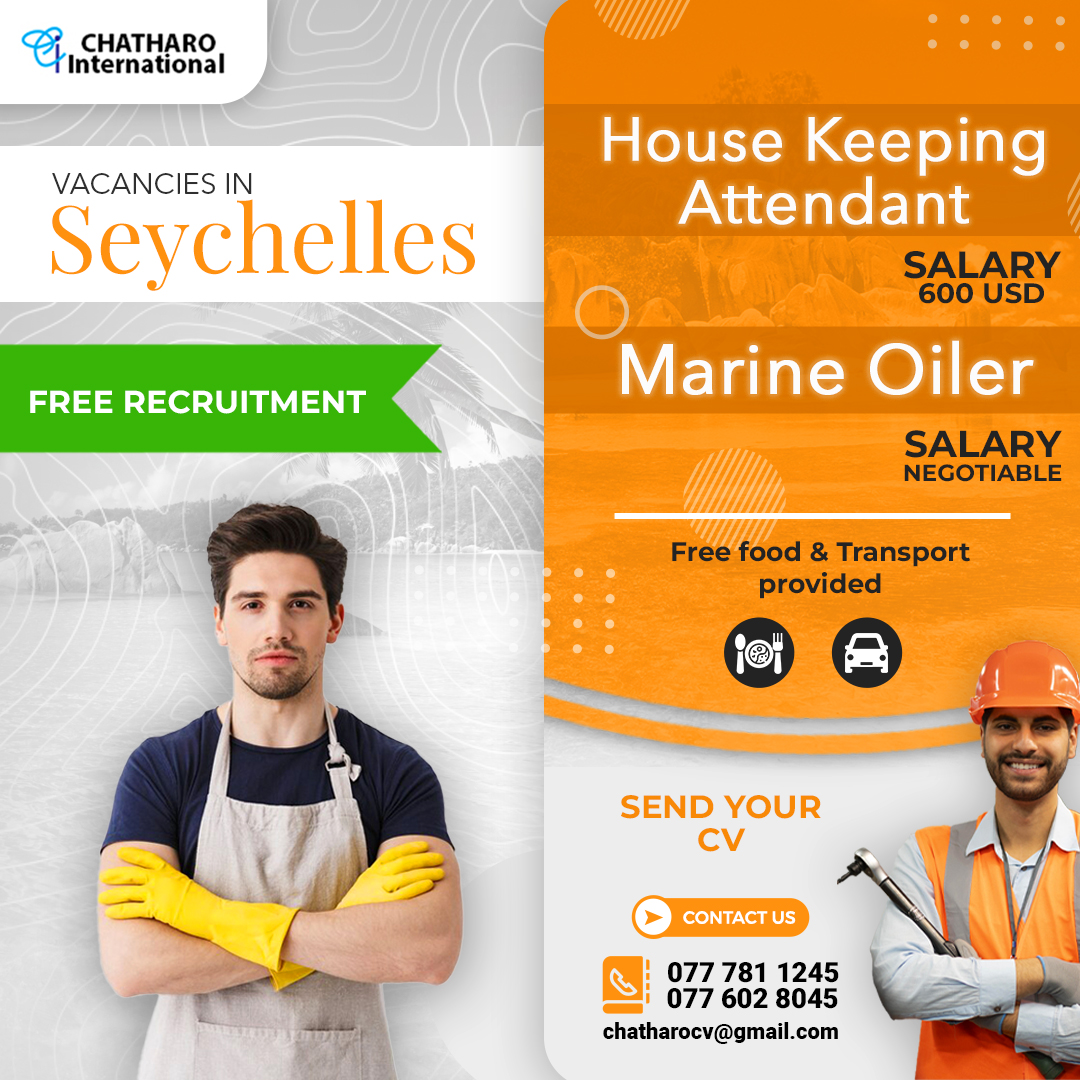 CHATHARO
International
VACANCIES IN
Seychelles
FREE RECRUITMENT
House Keeping
Attendant
SALARY
600 USD
Marine Oiler
SALARY
NEGOTIABLE
Free food & Transport
provided
SEND YOUR
CV
CONTACT US
077 781 1245
077 602 8045
chatharocv@gmail.com